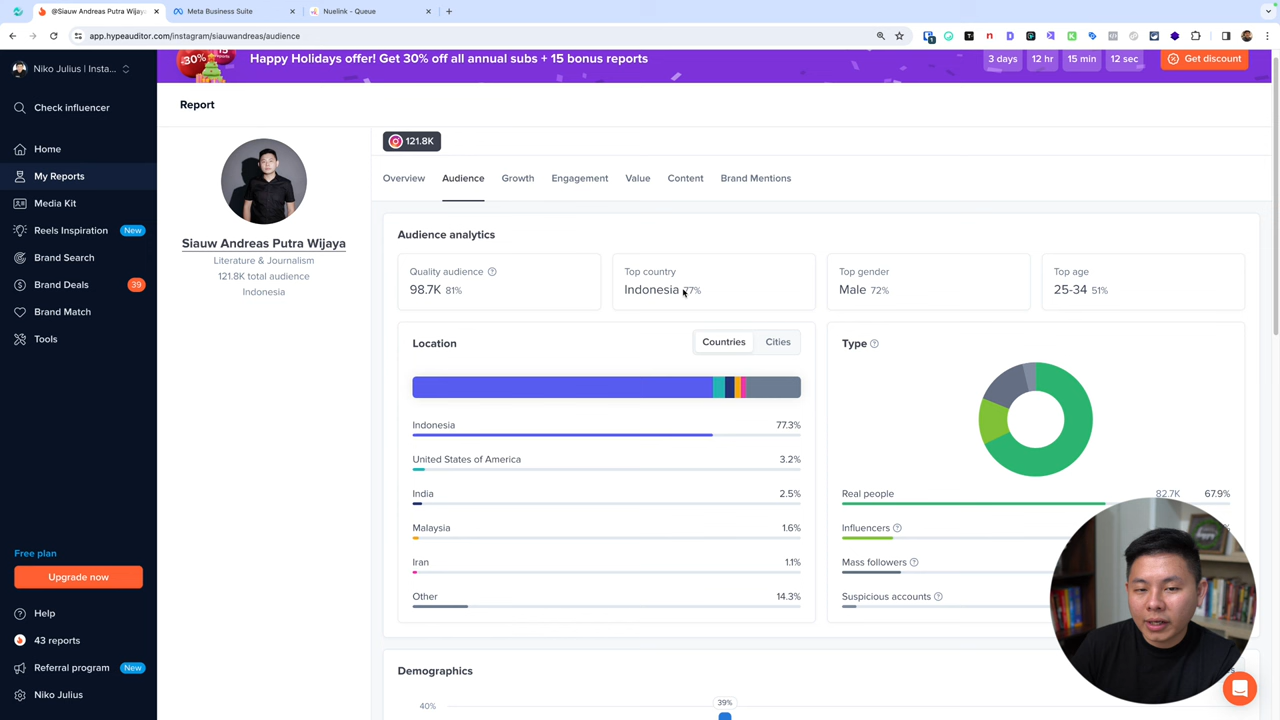 @Siauw Andreas Putra Wijay
Meta Business Suite
Nuelink - Queue
app.hypeauditor.com/instagram/siauwandreas/audience
Niko Julius | Insta...
-30%
Happy Holidays offer! Get 30% off all annual subs + 15 bonus reports
3 days
12 hr
15 min
12 sec
Get discount
Check influencer
Home
My Reports
Media Kit
Reels Inspiration
New
Brand Search
Brand Deals
39
Brand Match
Tools
Free plan
Upgrade now
Help
43 reports
Referral program
New
Niko Julius
Report
Siauw Andreas Putra Wijaya
Literature & Journalism
121.8K total audience
Indonesia
121.8K
Overview
Audience
Growth
Engagement
Value
Content
Brand Mentions
Audience analytics
Quality audience
98.7K 81%
Top country
Indonesia 77%
Top gender
Male 72%
Top age
25-34 51%
Location
Countries
Cities
Indonesia
77.3%
United States of America
3.2%
India
2.5%
Malaysia
1.6%
Iran
1.1%
Other
14.3%
Type
Real people
82.7K
67.9%
Influencers
Mass followers
Suspicious accounts
Demographics
40%
39%